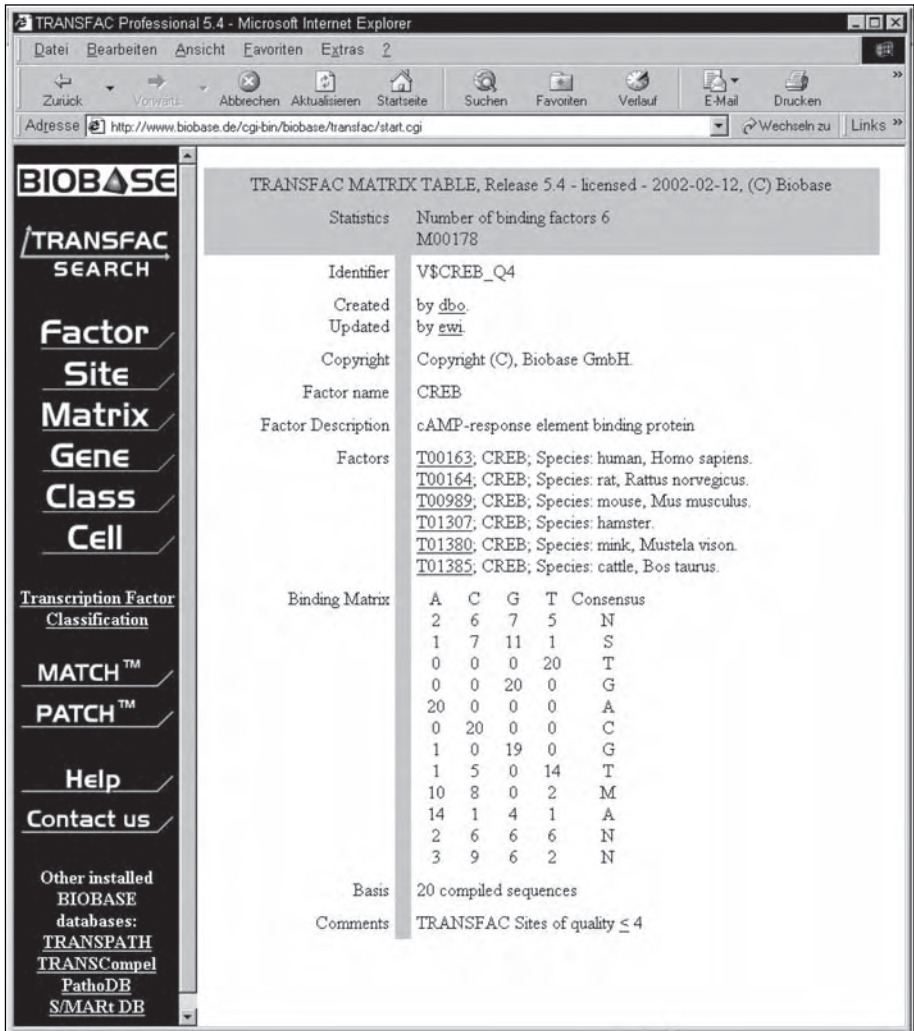 TRANSFAC Professional 5.4 - Microsoft Internet Explorer
Datei Bearbeiten Ansicht Favoriten Extras ?
Zurück Vorwärts Abbrechen Aktualisieren Startseite Suchen Favoriten Verlauf E-Mail Drucken »
Adresse http://www.biobase.de/cgi-bin/biobase/transfac/start.cgi Wechseln zu Links »
BIOBASE
TRANSFAC
SEARCH
Factor
Site
Matrix
Gene
Class
Cell
Transcription Factor
Classification
MATCH™
PATCH™
Help
Contact us
Other installed
BIOBASE
databases:
TRANSPATH
TRANSCompel
PathoDB
S/MARt DB
TRANSFAC MATRIX TABLE, Release 5.4 - licensed - 2002-02-12, (C) Biobase
Statistics Number of binding factors 6
M00178
Identifier V$CREB_Q4
Created by dbo.
Updated by ewi.
Copyright Copyright (C), Biobase GmbH.
Factor name CREB
Factor Description cAMP-response element binding protein
Factors T00163; CREB; Species: human, Homo sapiens.
T00164; CREB; Species: rat, Rattus norvegicus.
T00989; CREB; Species: mouse, Mus musculus.
T01307; CREB; Species: hamster.
T01380; CREB; Species: mink, Mustela vison.
T01385; CREB; Species: cattle, Bos taurus.
Binding Matrix A C G T Consensus
2 6 7 5 N
1 7 11 1 S
0 0 0 20 T
0 0 20 0 G
20 0 0 0 A
0 20 0 0 C
1 0 19 0 G
1 5 0 14 T
10 8 0 2 M
14 1 4 1 A
2 6 6 6 N
3 9 6 2 N
Basis 20 compiled sequences
Comments TRANSFAC Sites of quality ≤ 4